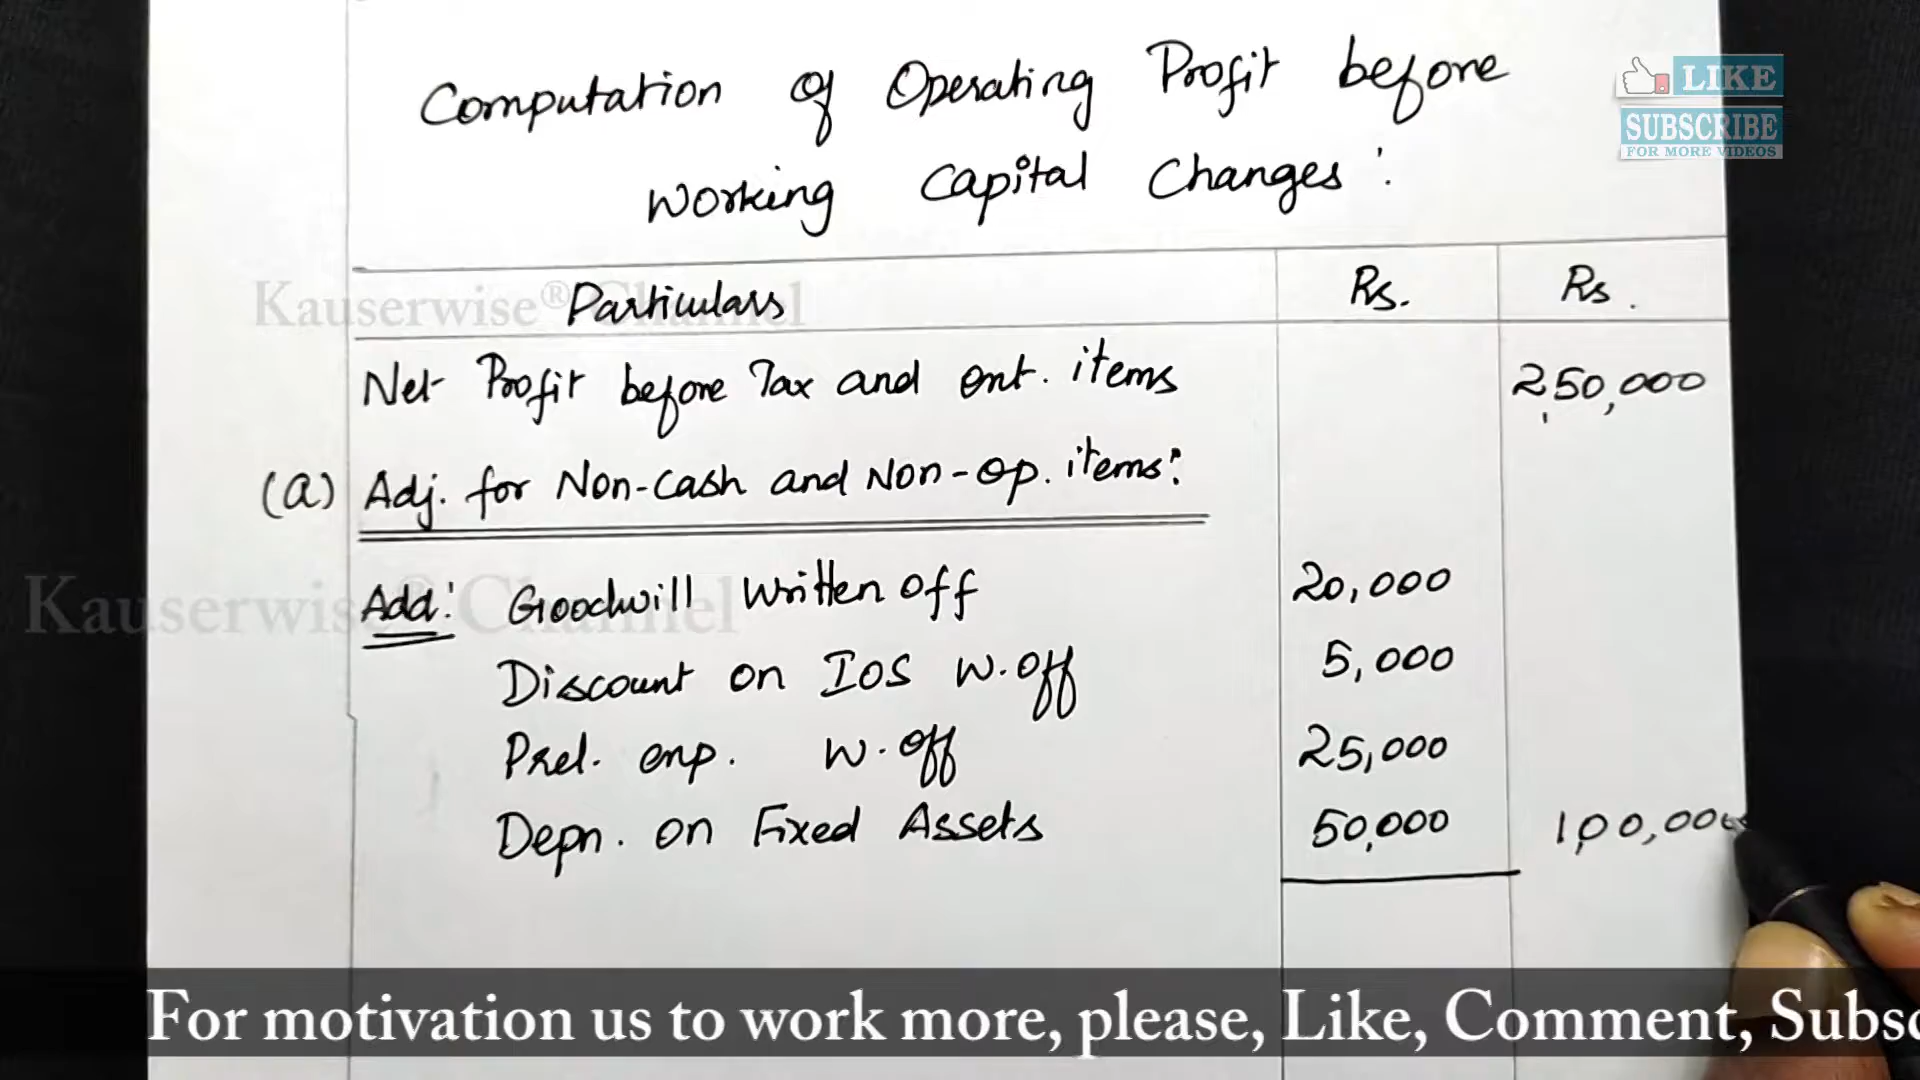 Computation of Operating Profit before
Working Capital Changes:
LIKE
SUBSCRIBE
FOR MORE VIDEOS
Kauserwise® Channel
Particulars Rs. Rs.
Net Profit before Tax and Ext. items 2,50,000
(a) Adj. for Non-Cash and Non-Op. items:
Kauserwise® Channel
Add: Goodwill Written off 20,000
Discount on IOS W.off 5,000
Prel. exp. W.off 25,000
Depn. on Fixed Assets 50,000 1,00,000
For motivation us to work more, please, Like, Comment, Subsc